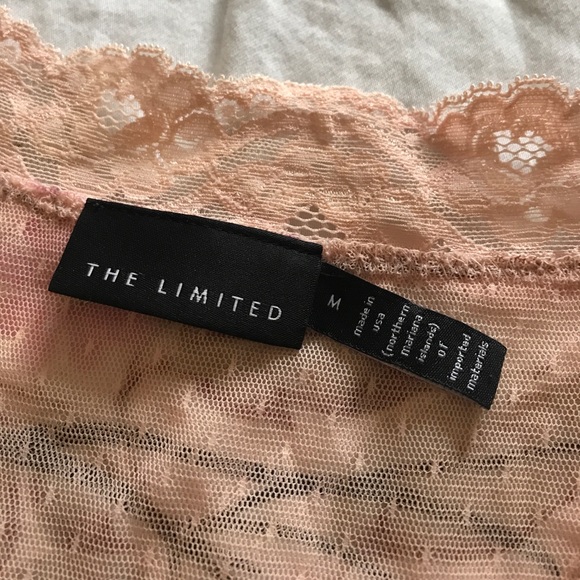 THE LIMITED
M
made in
usa
(northern
mariana
islands)
of
imported
materials